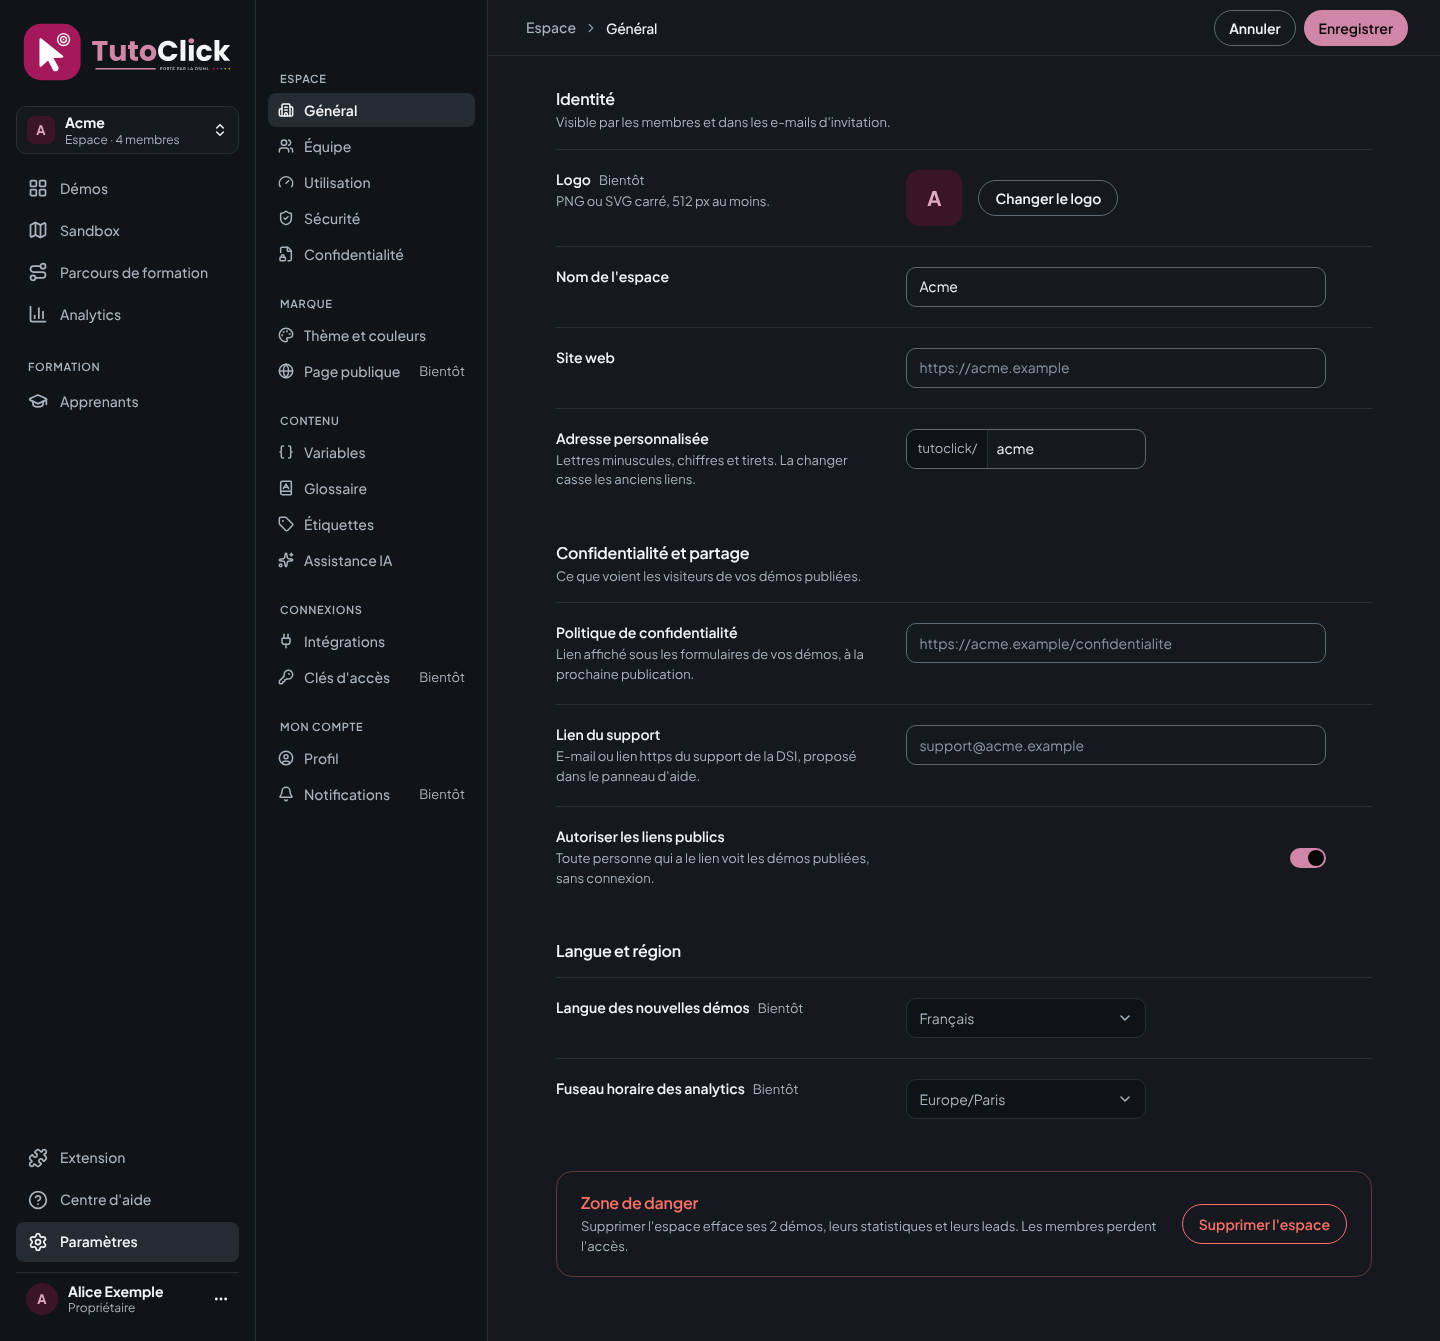 TutoClick
PORTÉ PAR LA DSIML
A
Acme
Espace · 4 membres
Démos
Sandbox
Parcours de formation
Analytics
FORMATION
Apprenants
Extension
Centre d'aide
Paramètres
A
Alice Exemple
Propriétaire
ESPACE
Général
Équipe
Utilisation
Sécurité
Confidentialité
MARQUE
Thème et couleurs
Page publique Bientôt
CONTENU
Variables
Glossaire
Étiquettes
Assistance IA
CONNEXIONS
Intégrations
Clés d'accès Bientôt
MON COMPTE
Profil
Notifications Bientôt
Espace > Général
Annuler
Enregistrer
Identité
Visible par les membres et dans les e-mails d'invitation.
Logo Bientôt
PNG ou SVG carré, 512 px au moins.
A
Changer le logo
Nom de l'espace
Acme
Site web
https://acme.example
Adresse personnalisée
Lettres minuscules, chiffres et tirets. La changer
casse les anciens liens.
tutoclick/ acme
Confidentialité et partage
Ce que voient les visiteurs de vos démos publiées.
Politique de confidentialité
Lien affiché sous les formulaires de vos démos, à la
prochaine publication.
https://acme.example/confidentialite
Lien du support
E-mail ou lien https du support de la DSI, proposé
dans le panneau d'aide.
support@acme.example
Autoriser les liens publics
Toute personne qui a le lien voit les démos publiées,
sans connexion.
Langue et région
Langue des nouvelles démos Bientôt
Français
Fuseau horaire des analytics Bientôt
Europe/Paris
Zone de danger
Supprimer l'espace efface ses 2 démos, leurs statistiques et leurs leads. Les membres perdent
l'accès.
Supprimer l'espace